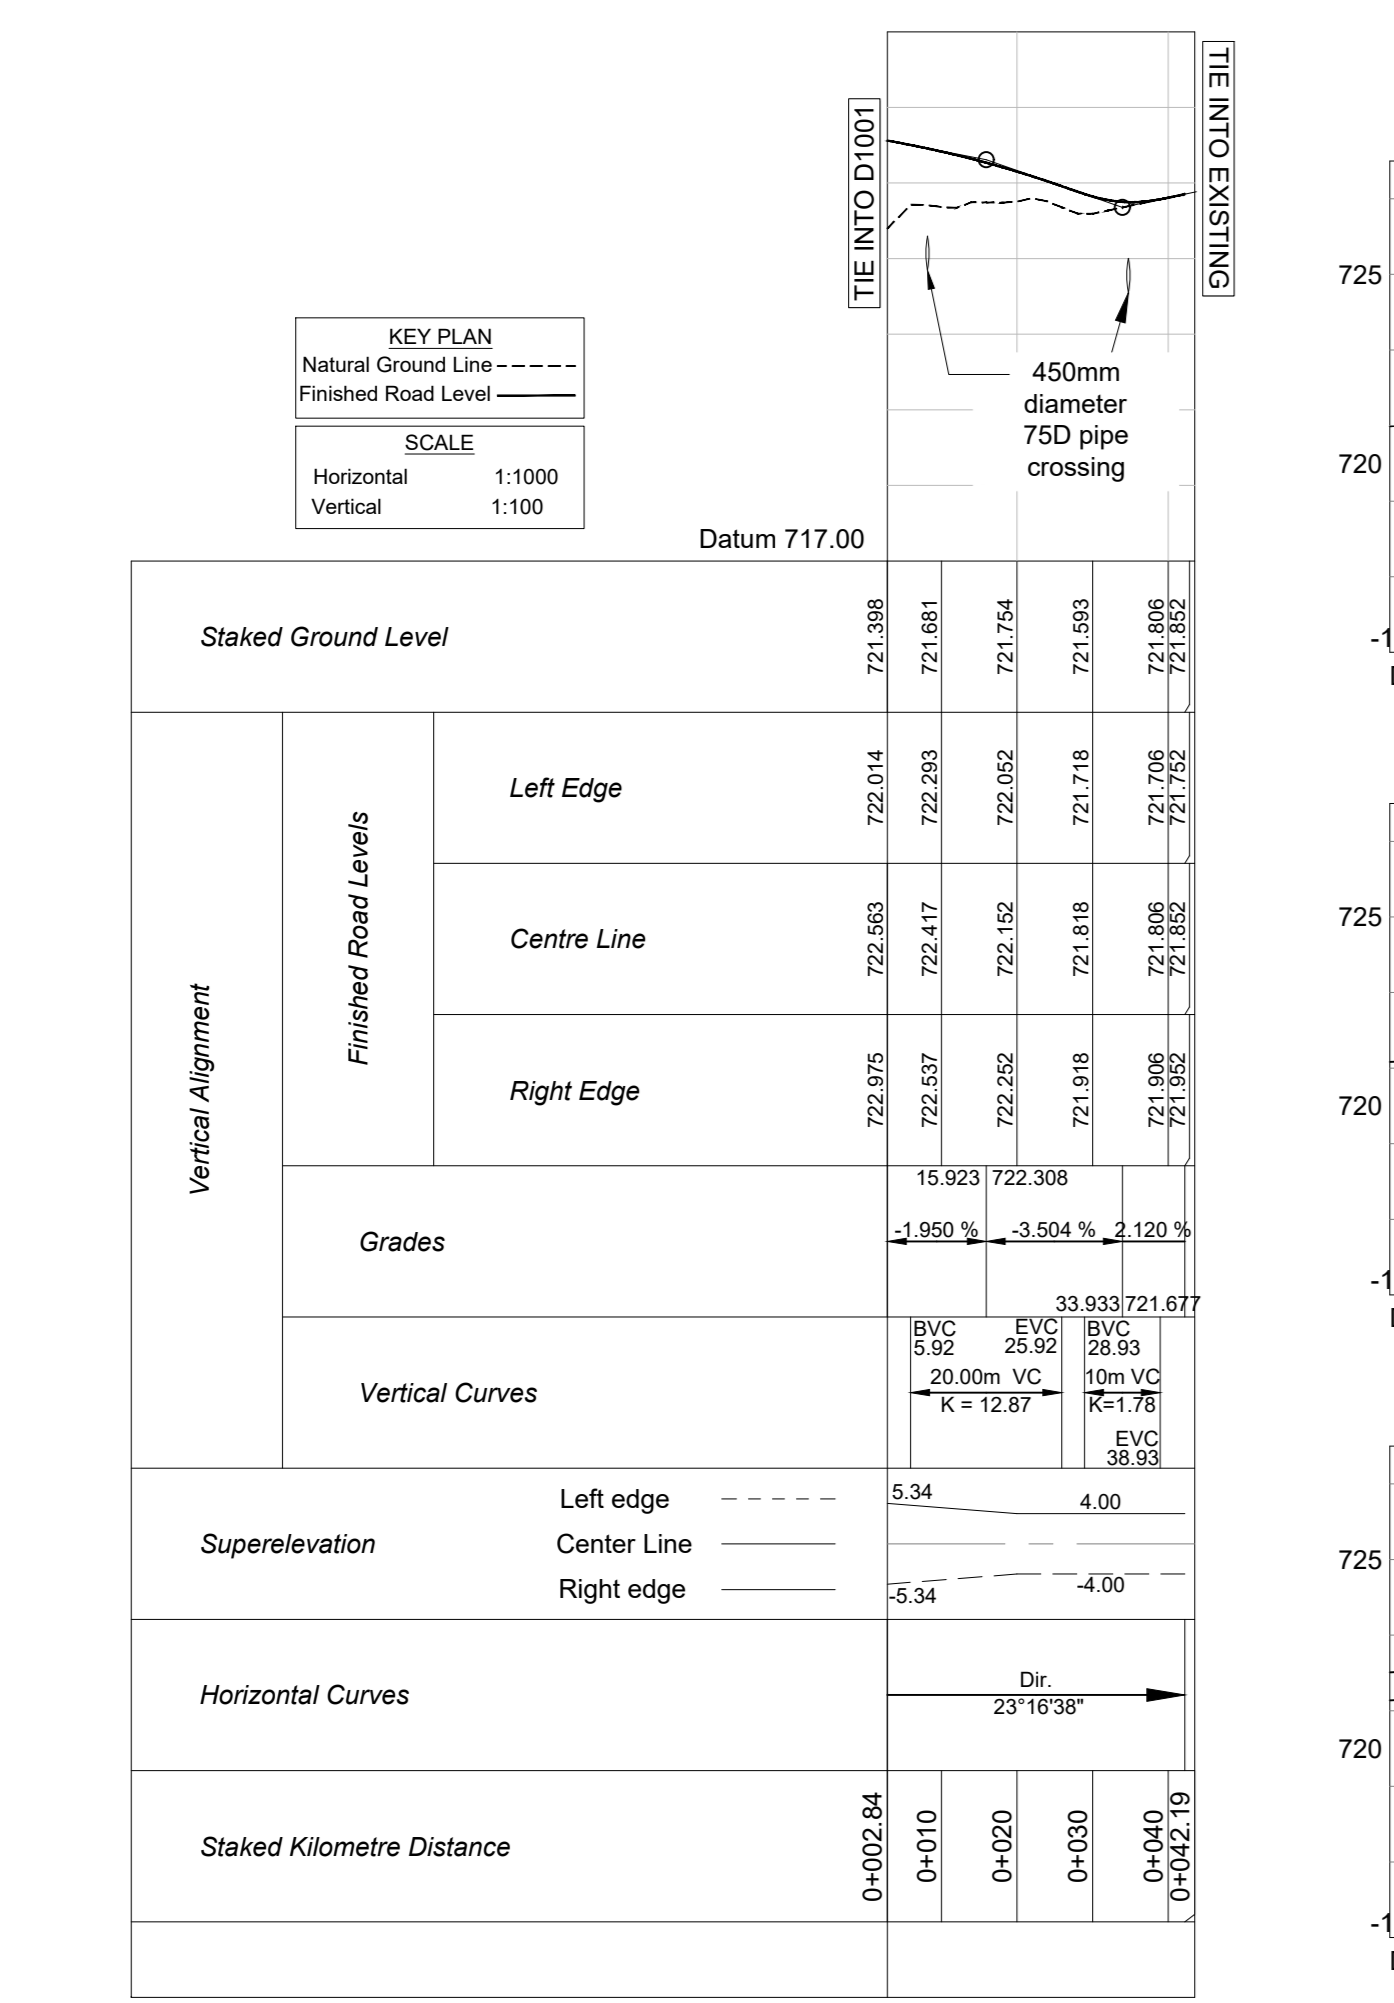 TIE INTO D1001
TIE INTO EXISTING
450mm
diameter
75D pipe
crossing
KEY PLAN
Natural Ground Line
Finished Road Level
SCALE
Horizontal 1:1000
Vertical 1:100
Datum 717.00
Staked Ground Level
721.398 721.681 721.754 721.593 721.806 721.852
Vertical Alignment
Finished Road Levels
Left Edge
722.014 722.293 722.052 721.718 721.706 721.752
Centre Line
722.563 722.417 722.152 721.818 721.806 721.852
Right Edge
722.975 722.537 722.252 721.918 721.906 721.952
Grades
15.923 722.308
-1.950 % -3.504 % 2.120 %
33.933 721.677
Vertical Curves
BVC EVC BVC
5.92 25.92 28.93
20.00m VC 10m VC
K = 12.87 K=1.78
EVC
38.93
Superelevation
Left edge
Center Line
Right edge
5.34 4.00
-5.34 -4.00
Horizontal Curves
Dir.
23°16'38"
Staked Kilometre Distance
0+002.84 0+010 0+020 0+030 0+040 0+042.19
725
720
-1
725
720
-1
725
720
-1